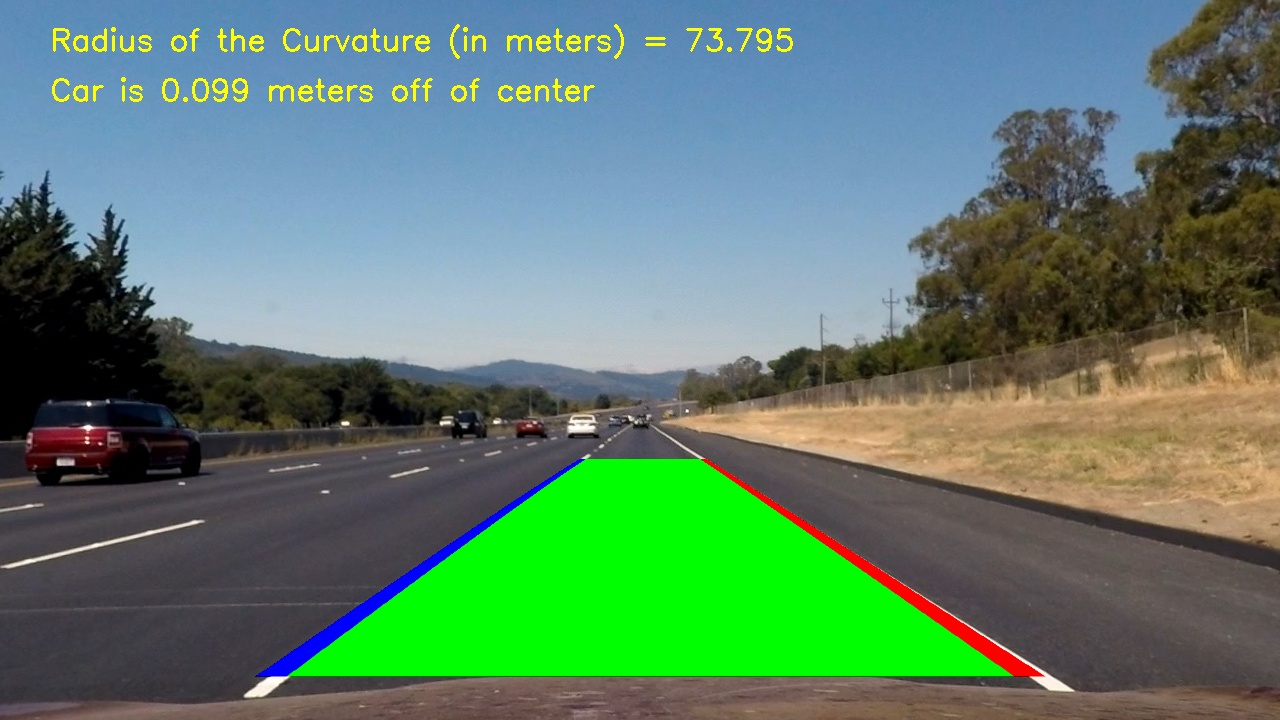 Radius of the Curvature (in meters) = 73.795
Car is 0.099 meters off of center